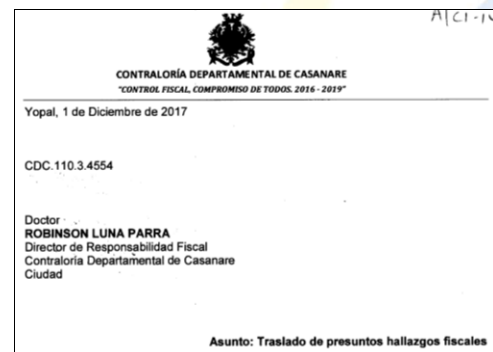 CONTRALORÍA DEPARTAMENTAL DE CASANARE
"CONTROL FISCAL, COMPROMISO DE TODOS. 2016 - 2019"
Yopal, 1 de Diciembre de 2017
CDC.110.3.4554
Doctor
ROBINSON LUNA PARRA
Director de Responsabilidad Fiscal
Contraloría Departamental de Casanare
Ciudad
Asunto: Traslado de presuntos hallazgos fiscales